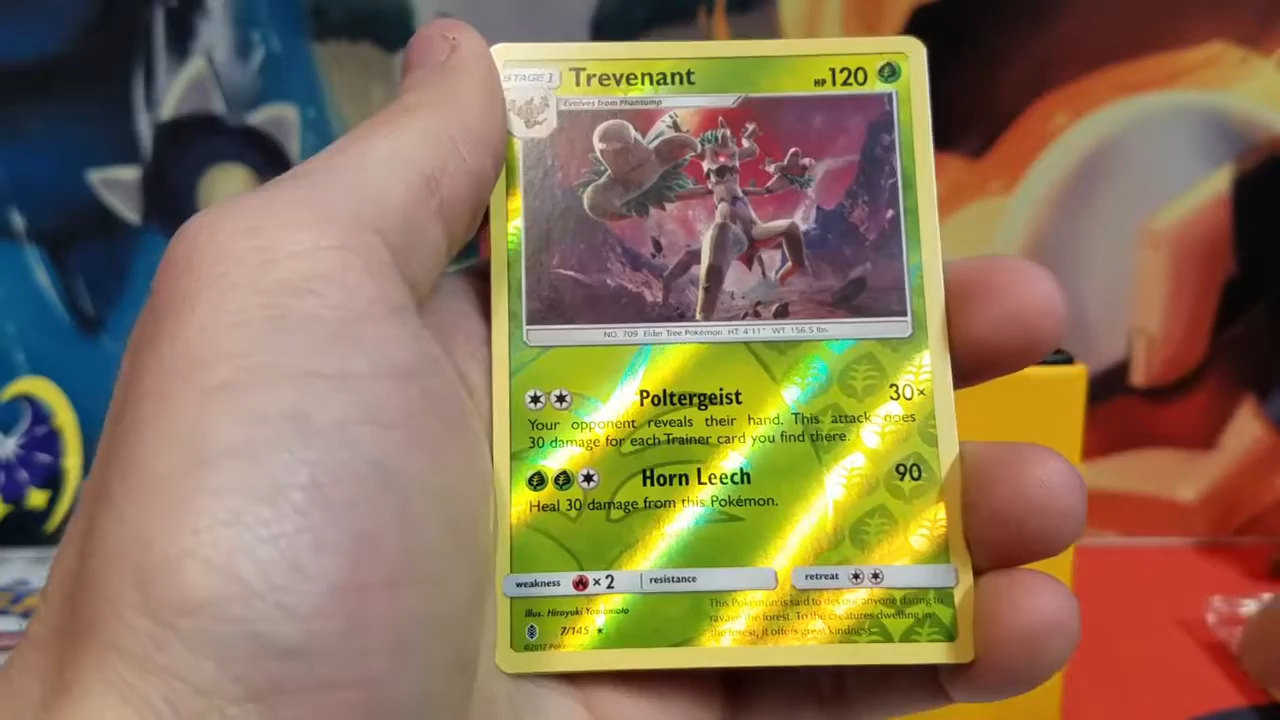 STAGE 1 Trevenant HP 120
Evolves from Phantump
NO. 709 Elder Tree Pokémon HT: 4'11" WT: 156.5 lbs.
Poltergeist 30×
Your opponent reveals their hand. This attack does
30 damage for each Trainer card you find there.
Horn Leech 90
Heal 30 damage from this Pokémon.
weakness ×2 resistance retreat
Illus. Hiroyuki Yamamoto
This Pokémon is said to devour anyone daring to
ravage the forest. To the creatures dwelling in
the forest, it offers great kindness.
7/145 ★
©2017 Pokémon